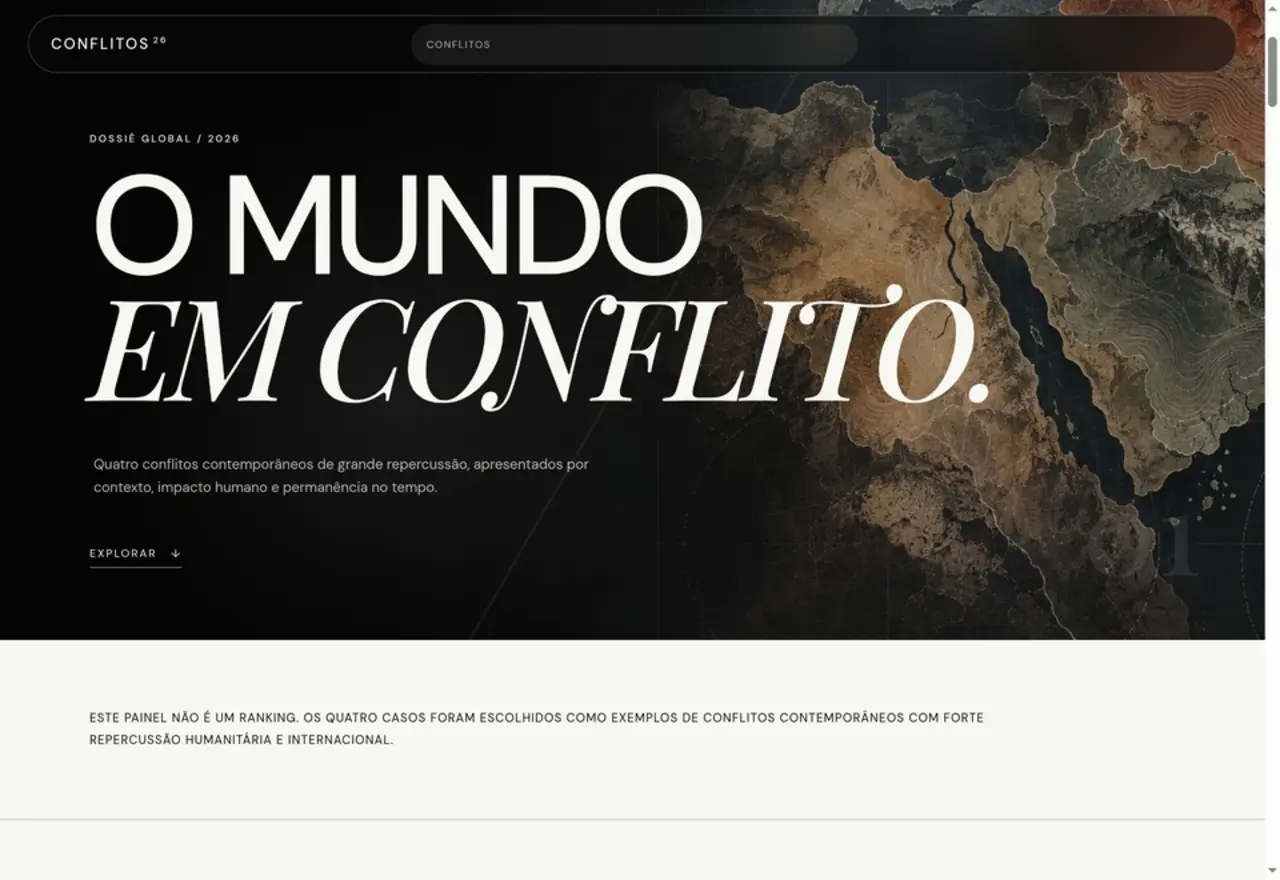 CONFLITOS 26
CONFLITOS
DOSSIÊ GLOBAL / 2026
O MUNDO
EM CONFLITO.
Quatro conflitos contemporâneos de grande repercussão, apresentados por
contexto, impacto humano e permanência no tempo.
01
EXPLORAR ↓
ESTE PAINEL NÃO É UM RANKING. OS QUATRO CASOS FORAM ESCOLHIDOS COMO EXEMPLOS DE CONFLITOS CONTEMPORÂNEOS COM FORTE
REPERCUSSÃO HUMANITÁRIA E INTERNACIONAL.